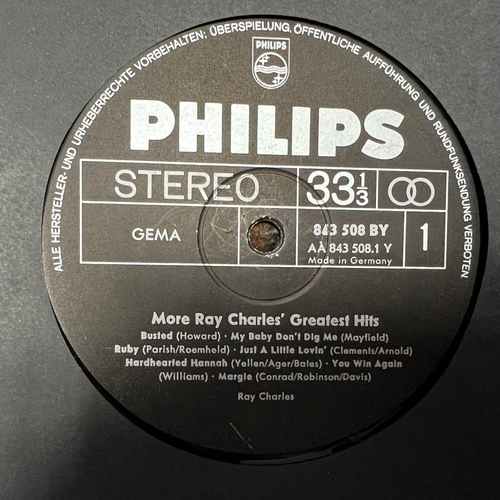 ALLE HERSTELLER- UND URHEBERRECHTE VORBEHALTEN; ÜBERSPIELUNG, ÖFFENTLICHE AUFFÜHRUNG UND RUNDFUNKSENDUNG VERBOTEN
PHILIPS
PHILIPS
STEREO 33 1/3
GEMA 843 508 BY 1
AA 843 508.1 Y
Made in Germany
More Ray Charles' Greatest Hits
Busted (Howard) · My Baby Don't Dig Me (Mayfield)
Ruby (Parish/Roemheld) · Just A Little Lovin' (Clements/Arnold)
Hardhearted Hannah (Yellen/Ager/Bates) · You Win Again
(Williams) · Margie (Conrad/Robinson/Davis)
Ray Charles